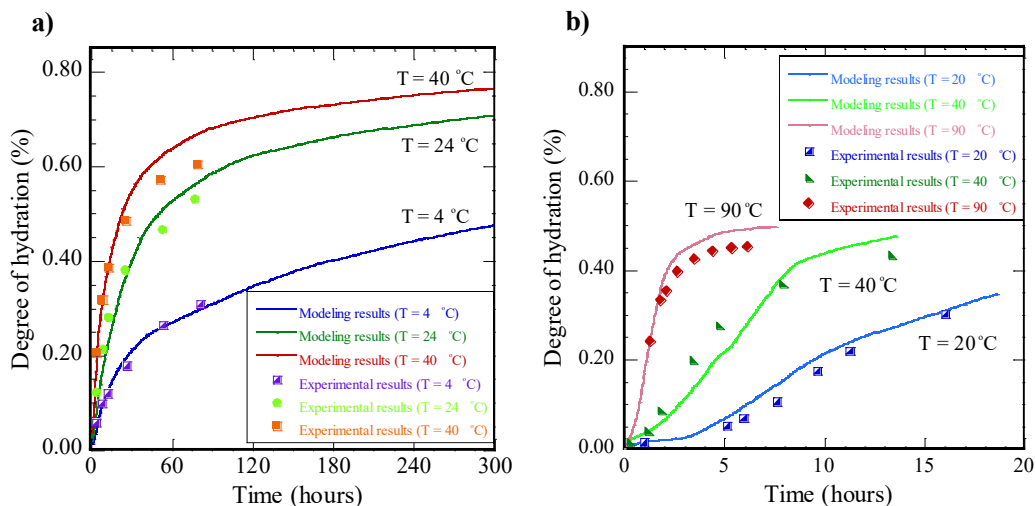 a)
Degree of hydration (%)
0.80
0.60
0.40
0.20
0.00
T = 40 °C
T = 24 °C
T = 4 °C
Modeling results (T = 4 °C)
Modeling results (T = 24 °C)
Modeling results (T = 40 °C)
Experimental results (T = 4 °C)
Experimental results (T = 24 °C)
Experimental results (T = 40 °C)
0 60 120 180 240 300
Time (hours)
b)
Degree of hydration (%)
0.80
0.60
0.40
0.20
0.00
Modeling results (T = 20 °C)
Modeling results (T = 40 °C)
Modeling results (T = 90 °C)
Experimental results (T = 20 °C)
Experimental results (T = 40 °C)
Experimental results (T = 90 °C)
T = 90 °C
T = 40 °C
T = 20 °C
0 5 10 15 20
Time (hours)